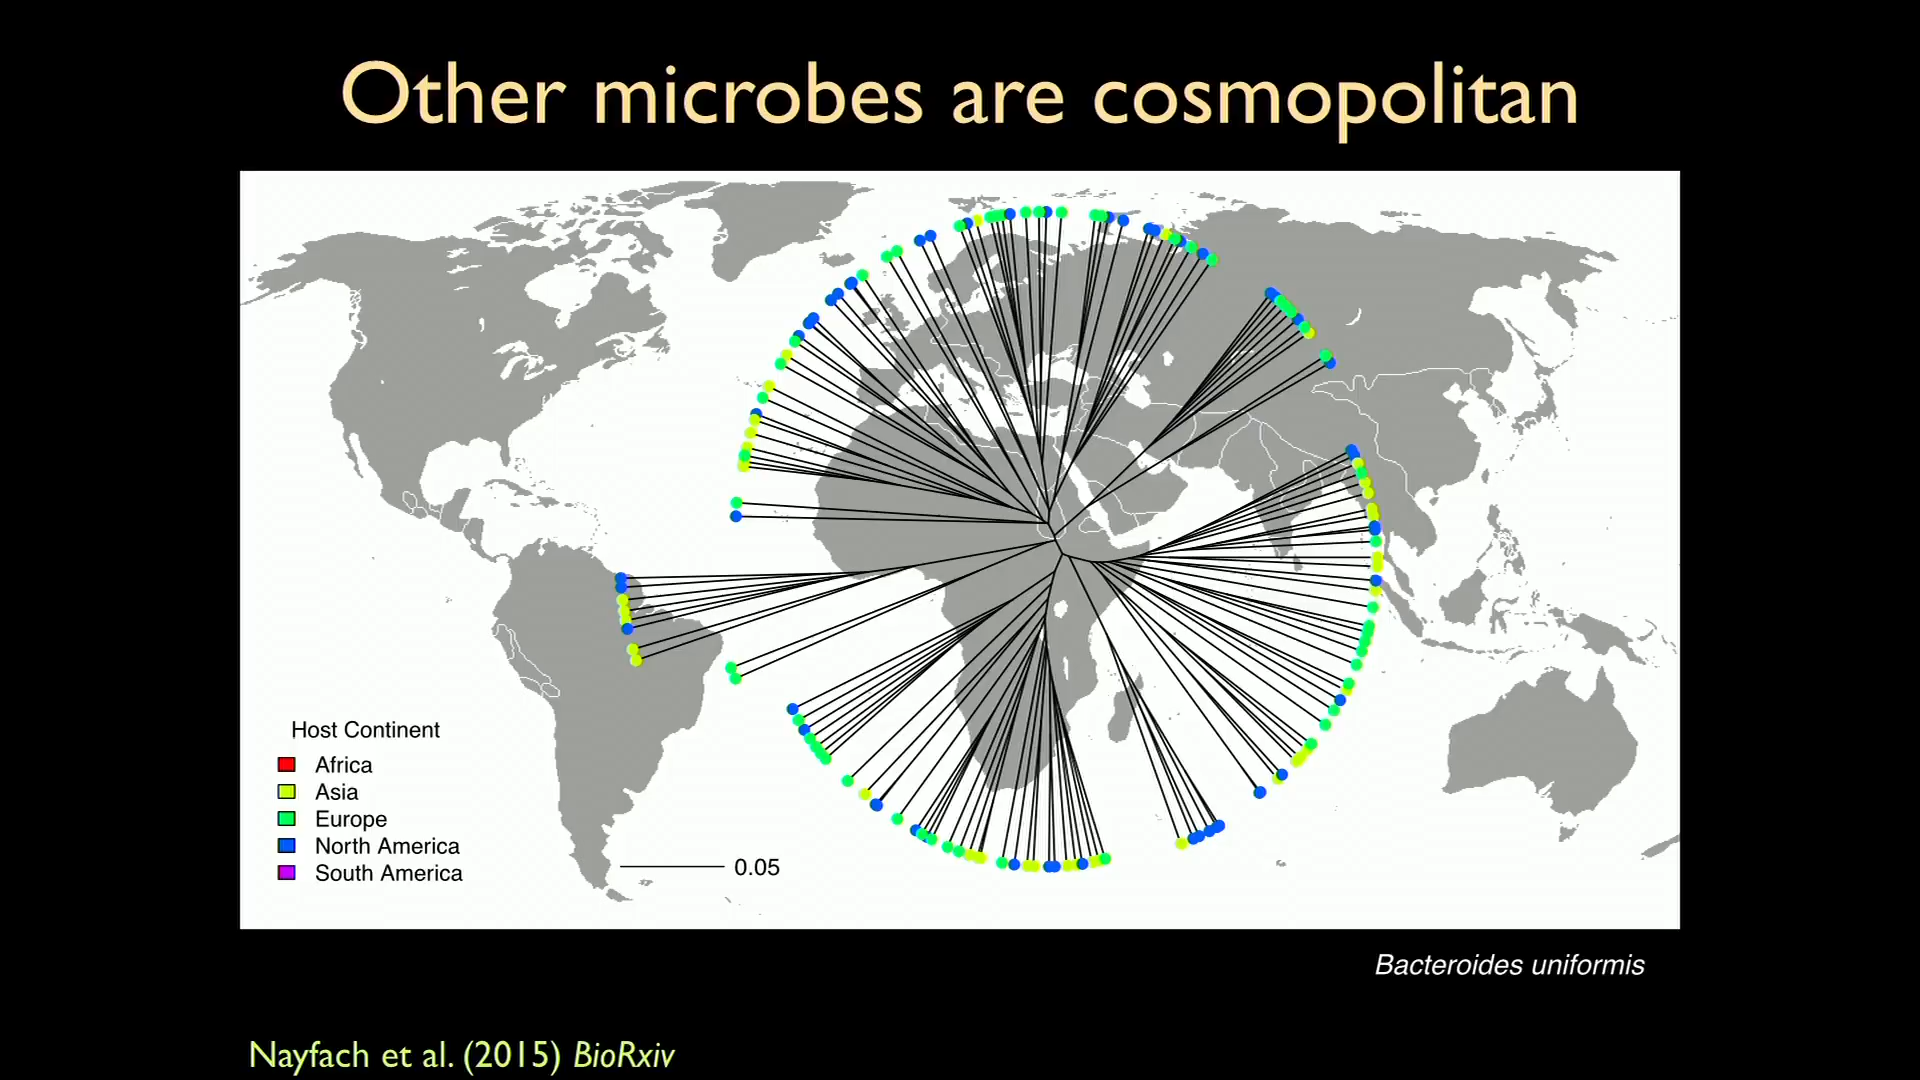 Other microbes are cosmopolitan
Host Continent
Africa
Asia
Europe
North America
South America
0.05
Bacteroides uniformis
Nayfach et al. (2015) BioRxiv